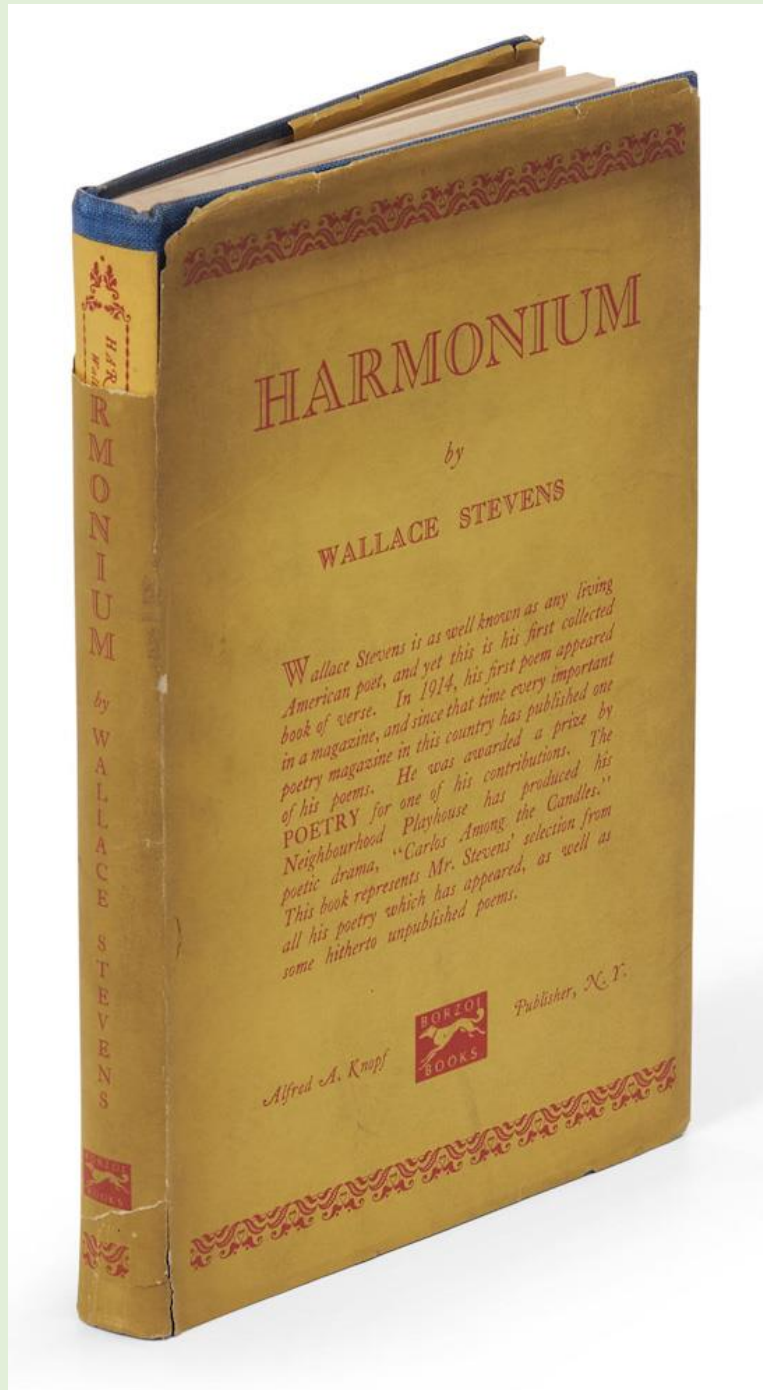 HARMONIUM
by
WALLACE STEVENS
Wallace Stevens is as well known as any living
American poet, and yet this is his first collected
book of verse. In 1914, his first poem appeared
in a magazine, and since that time every important
poetry magazine in this country has published one
of his poems. He was awarded a prize by
POETRY for one of his contributions. The
Neighbourhood Playhouse has produced his
poetic drama, "Carlos Among the Candles."
This book represents Mr. Stevens' selection from
all his poetry which has appeared, as well as
some hitherto unpublished poems.
Alfred A. Knopf
BORZOI
BOOKS
Publisher, N. Y.
HAR
Wall
RMONIUM
by
WALLACE STEVENS
BORZOI
BOOKS